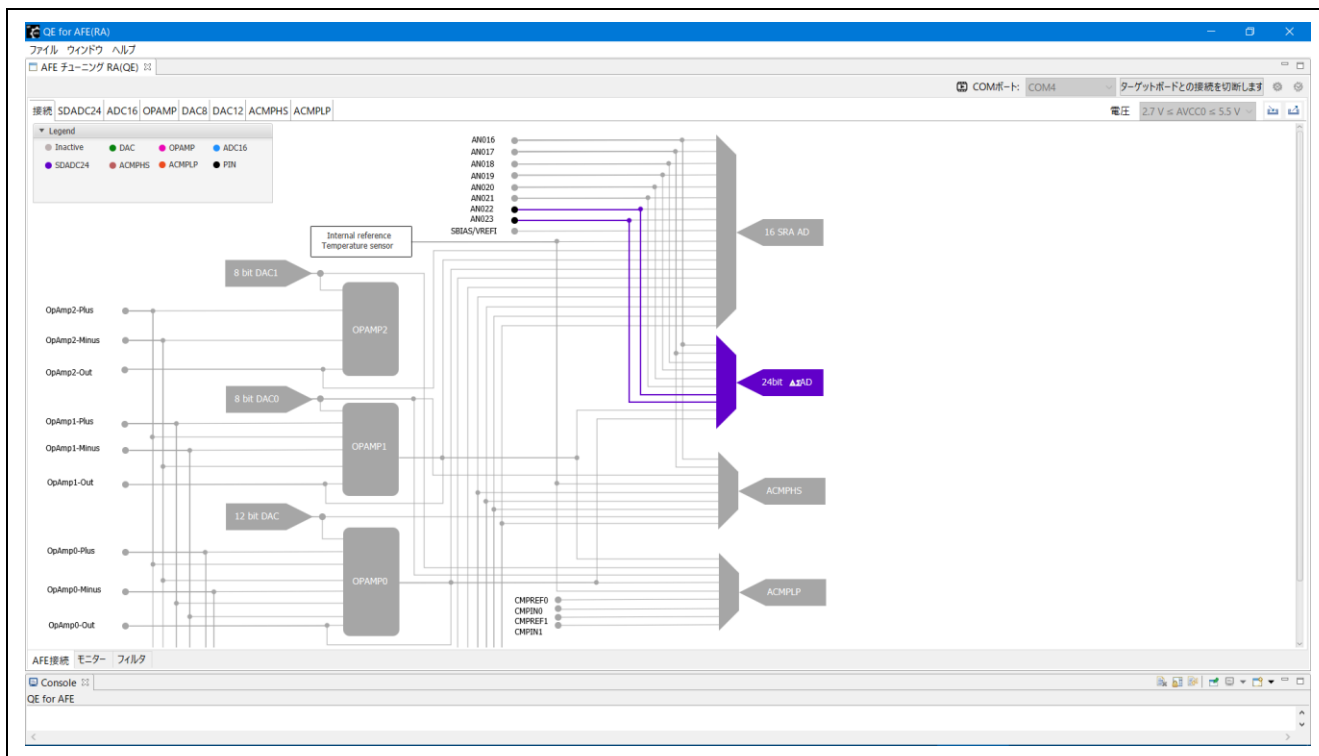 QE for AFE(RA)
ファイル ウィンドウ ヘルプ
AFE チューニング RA(QE)
COMポート: COM4 ターゲットボードとの接続を切断します
接続 SDADC24 ADC16 OPAMP DAC8 DAC12 ACMPHS ACMPLP
電圧 2.7 V ≤ AVCC0 ≤ 5.5 V
Legend
Inactive DAC OPAMP ADC16
SDADC24 ACMPHS ACMPLP PIN
AN016
AN017
AN018
AN019
AN020
AN021
AN022
AN023
SBIAS/VREFI
16 SRA AD
Internal reference
Temperature sensor
8 bit DAC1
OpAmp2-Plus
OPAMP2
OpAmp2-Minus
OpAmp2-Out
24bit ΔΣAD
8 bit DAC0
OpAmp1-Plus
OPAMP1
OpAmp1-Minus
OpAmp1-Out
ACMPHS
12 bit DAC
OpAmp0-Plus
OPAMP0
OpAmp0-Minus
ACMPLP
CMPREF0
CMPIN0
CMPREF1
CMPIN1
OpAmp0-Out
AFE接続 モニター フィルタ
Console
QE for AFE